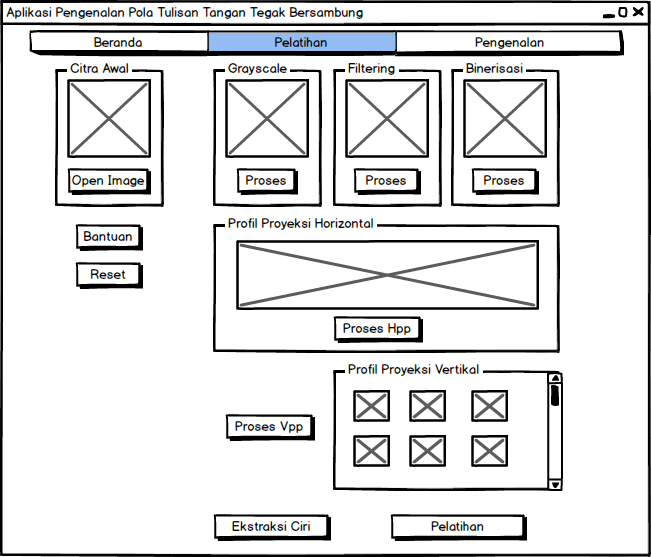 Aplikasi Pengenalan Pola Tulisan Tangan Tegak Bersambung
Beranda
Pelatihan
Pengenalan
Citra Awal
Grayscale
Filtering
Binerisasi
Open Image
Proses
Proses
Proses
Bantuan
Reset
Profil Proyeksi Horizontal
Proses Hpp
Profil Proyeksi Vertikal
Proses Vpp
Ekstraksi Ciri
Pelatihan